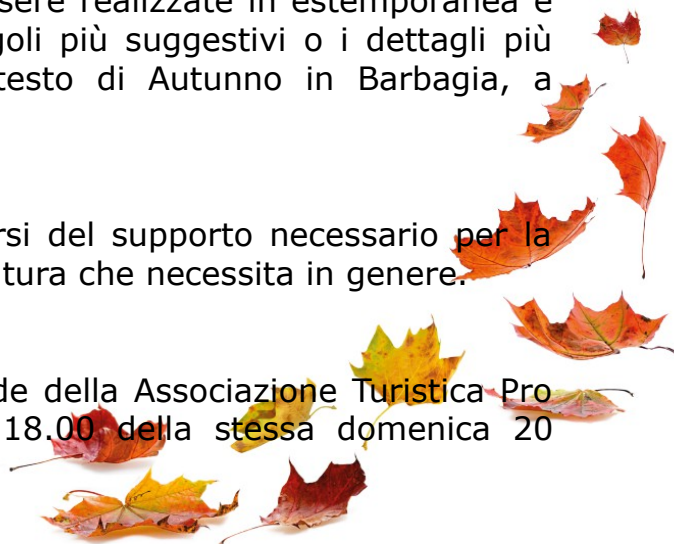 sere realizzate in estemporanea e
goli più suggestivi o i dettagli più
testo di Autunno in Barbagia, a
rsi del supporto necessario per la
tura che necessita in genere.
de della Associazione Turistica Pro
18.00 della stessa domenica 20